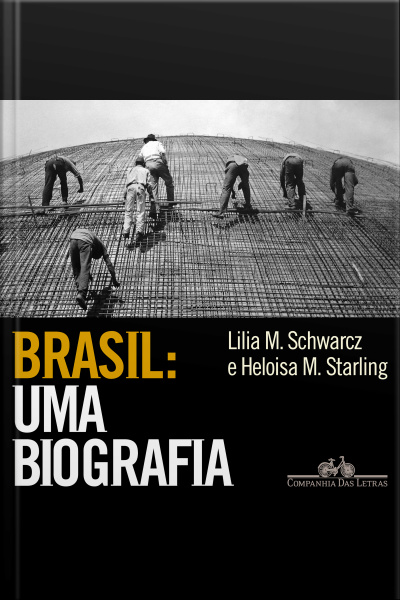 BRASIL:
UMA
BIOGRAFIA
Lilia M. Schwarcz
e Heloisa M. Starling
COMPANHIA DAS LETRAS